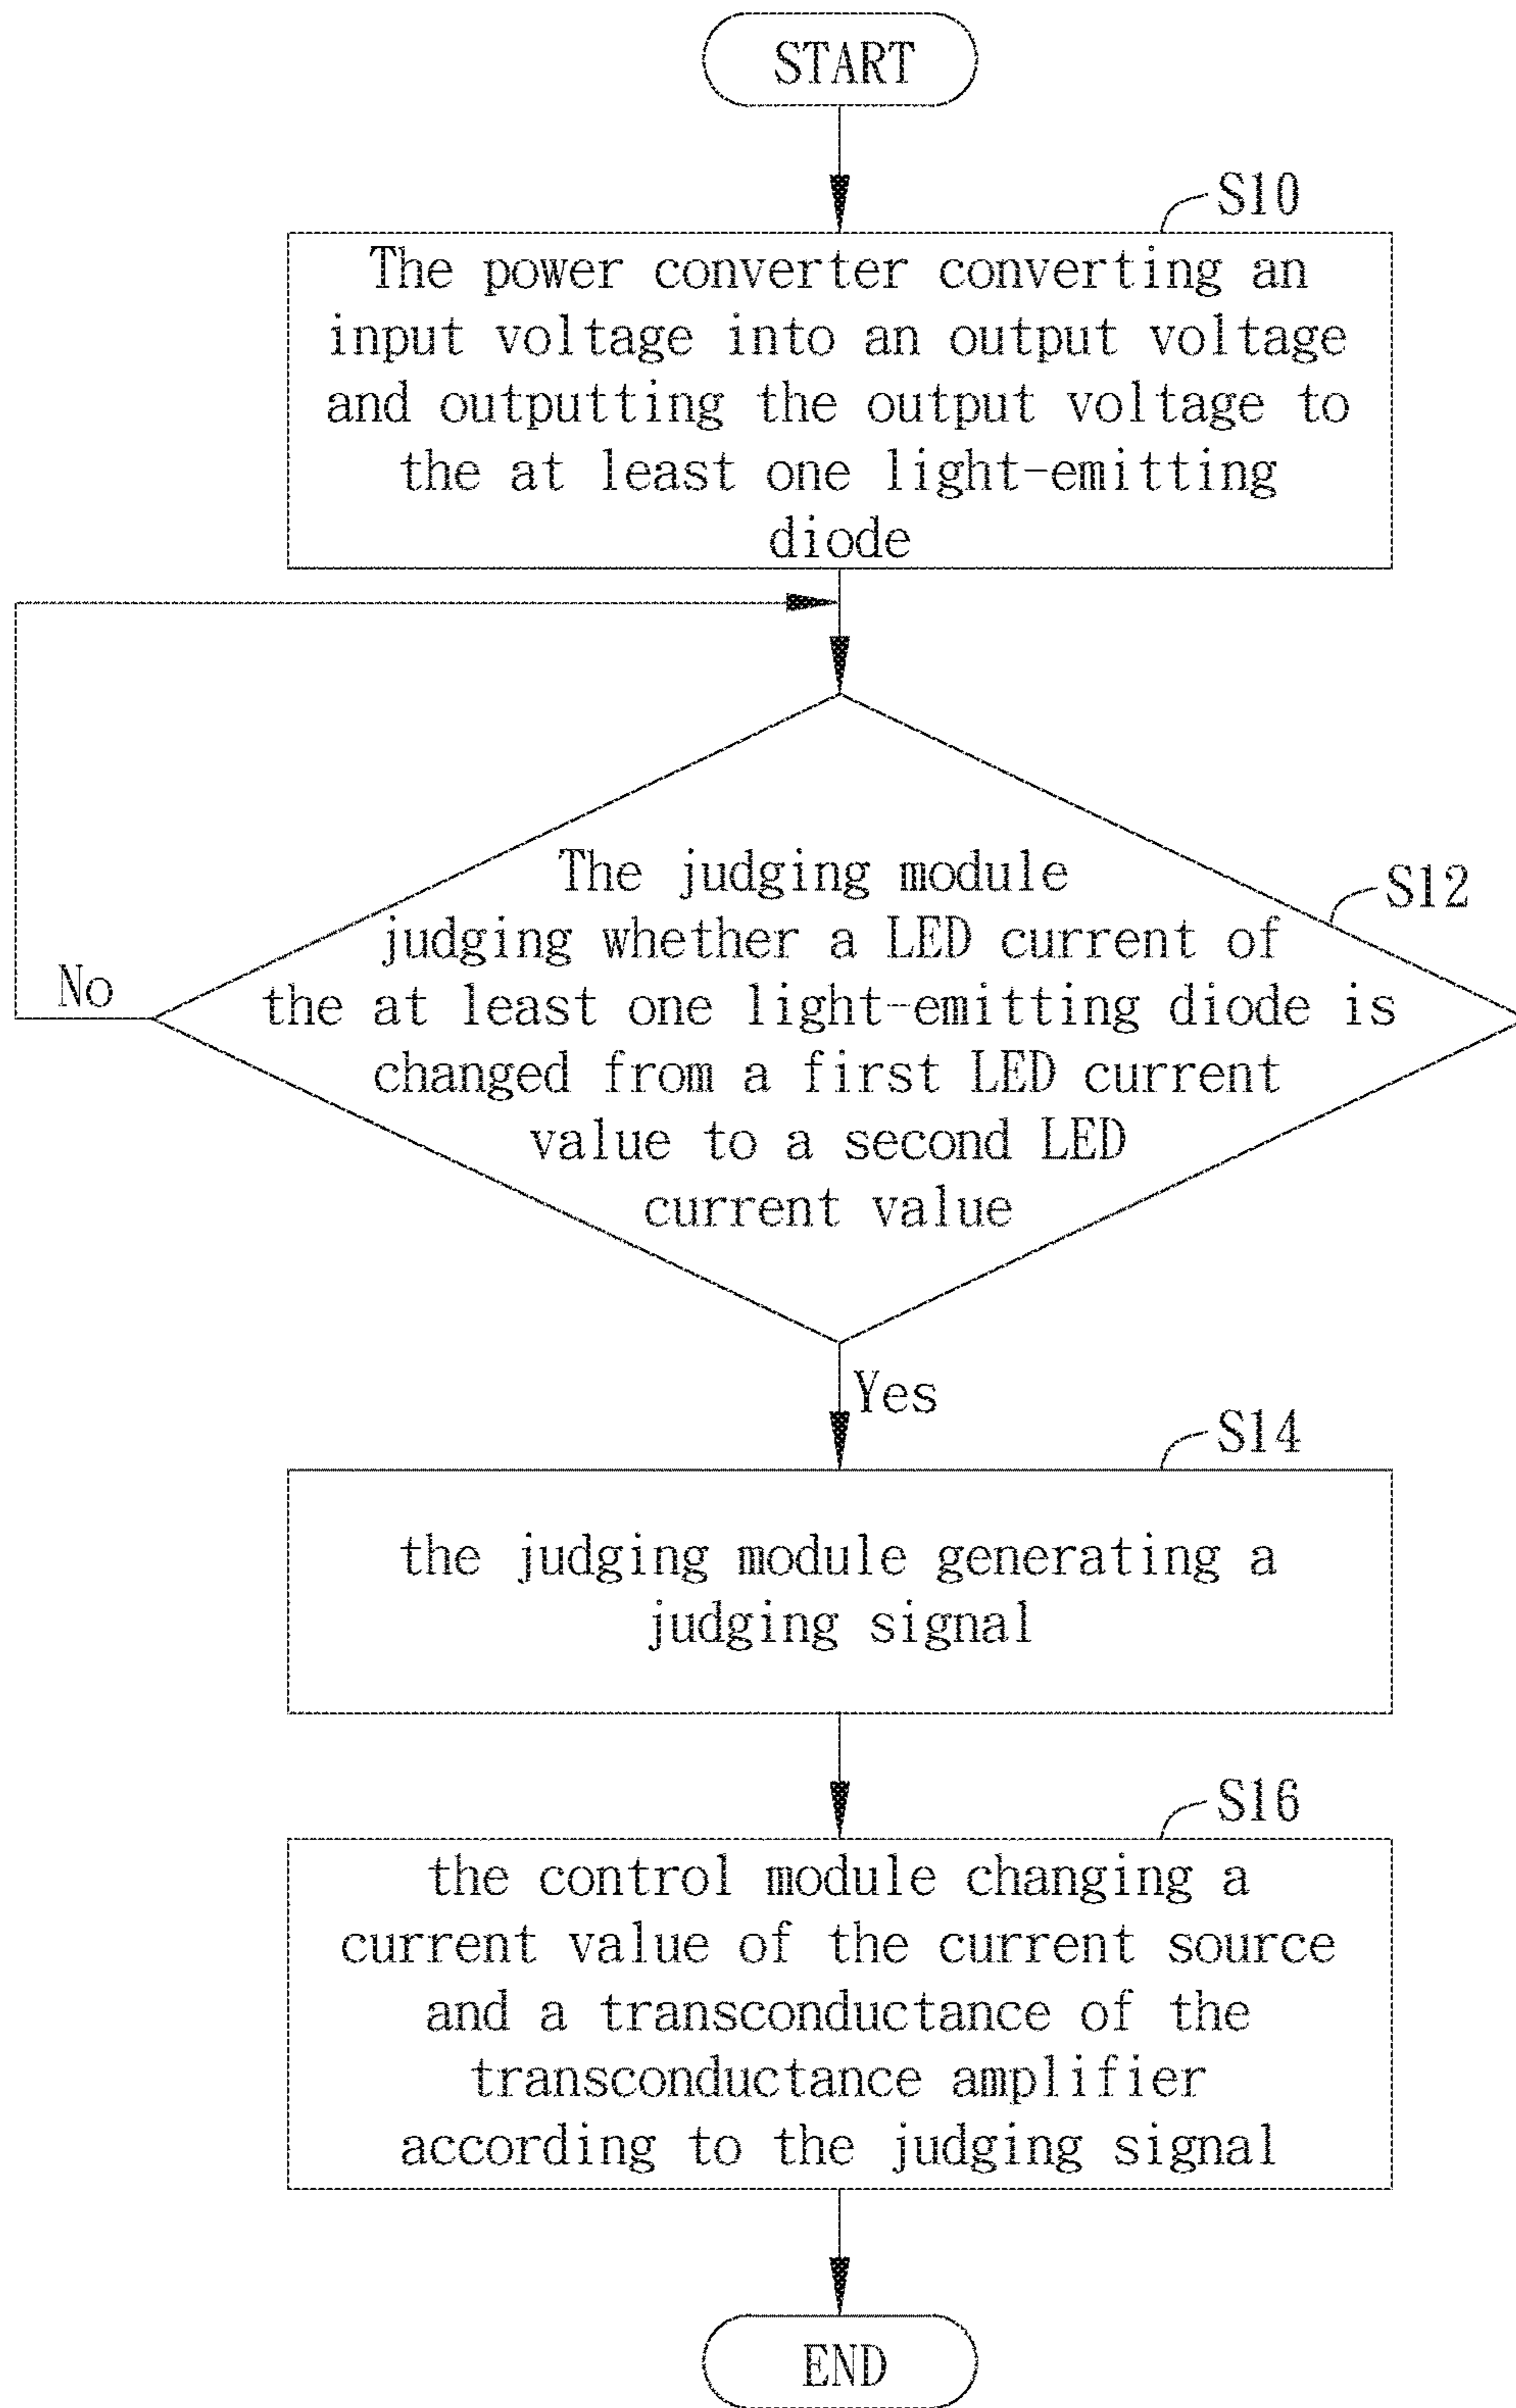 START
S10
The power converter converting an
input voltage into an output voltage
and outputting the output voltage to
the at least one light-emitting
diode
The judging module
judging whether a LED current of
the at least one light-emitting diode is
changed from a first LED current
value to a second LED
current value
S12
No
Yes
S14
the judging module generating a
judging signal
S16
the control module changing a
current value of the current source
and a transconductance of the
transconductance amplifier
according to the judging signal
END